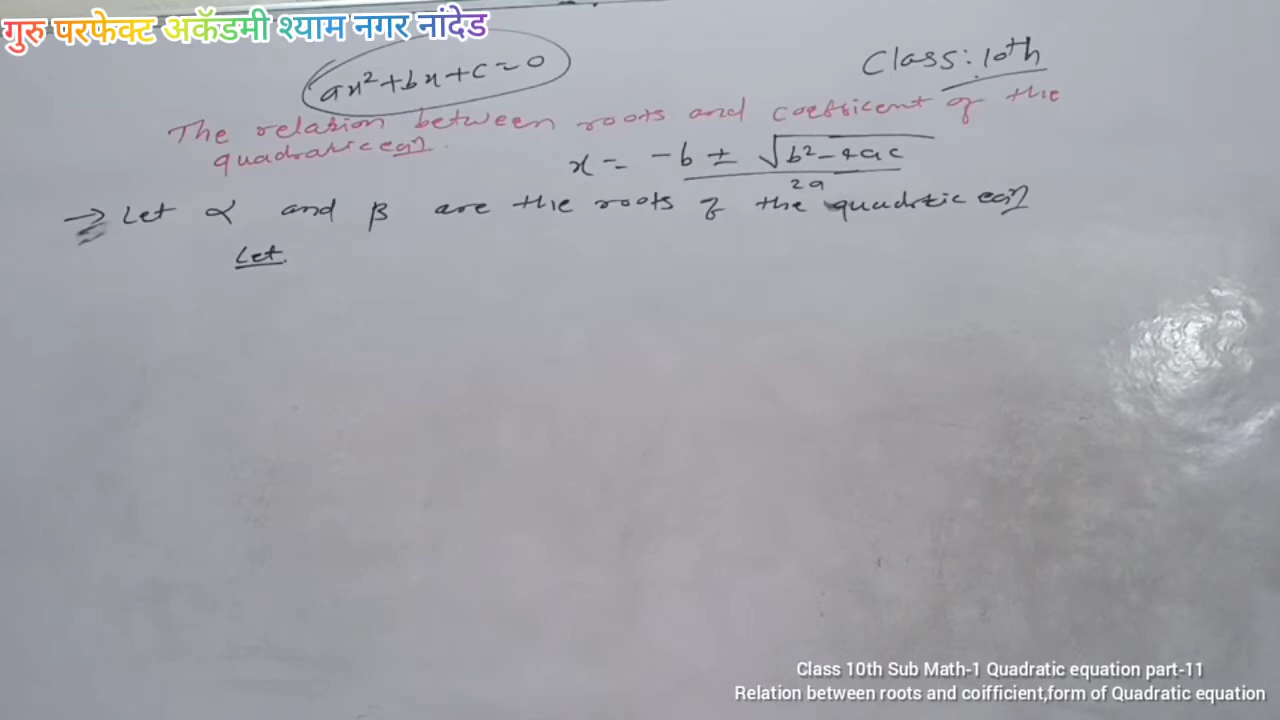 गुरु परफेक्ट अकॅडमी श्याम नगर नांदेड
ax²+bx+c=0
Class: 10th
The relation between roots and coefficent of the
quadratic eqn.
x = -b ± √b²-4ac
2a
→ Let α and β are the roots of the quadratic eqn
Let.
Class 10th Sub Math-1 Quadratic equation part-11
Relation between roots and coifficient,form of Quadratic equation